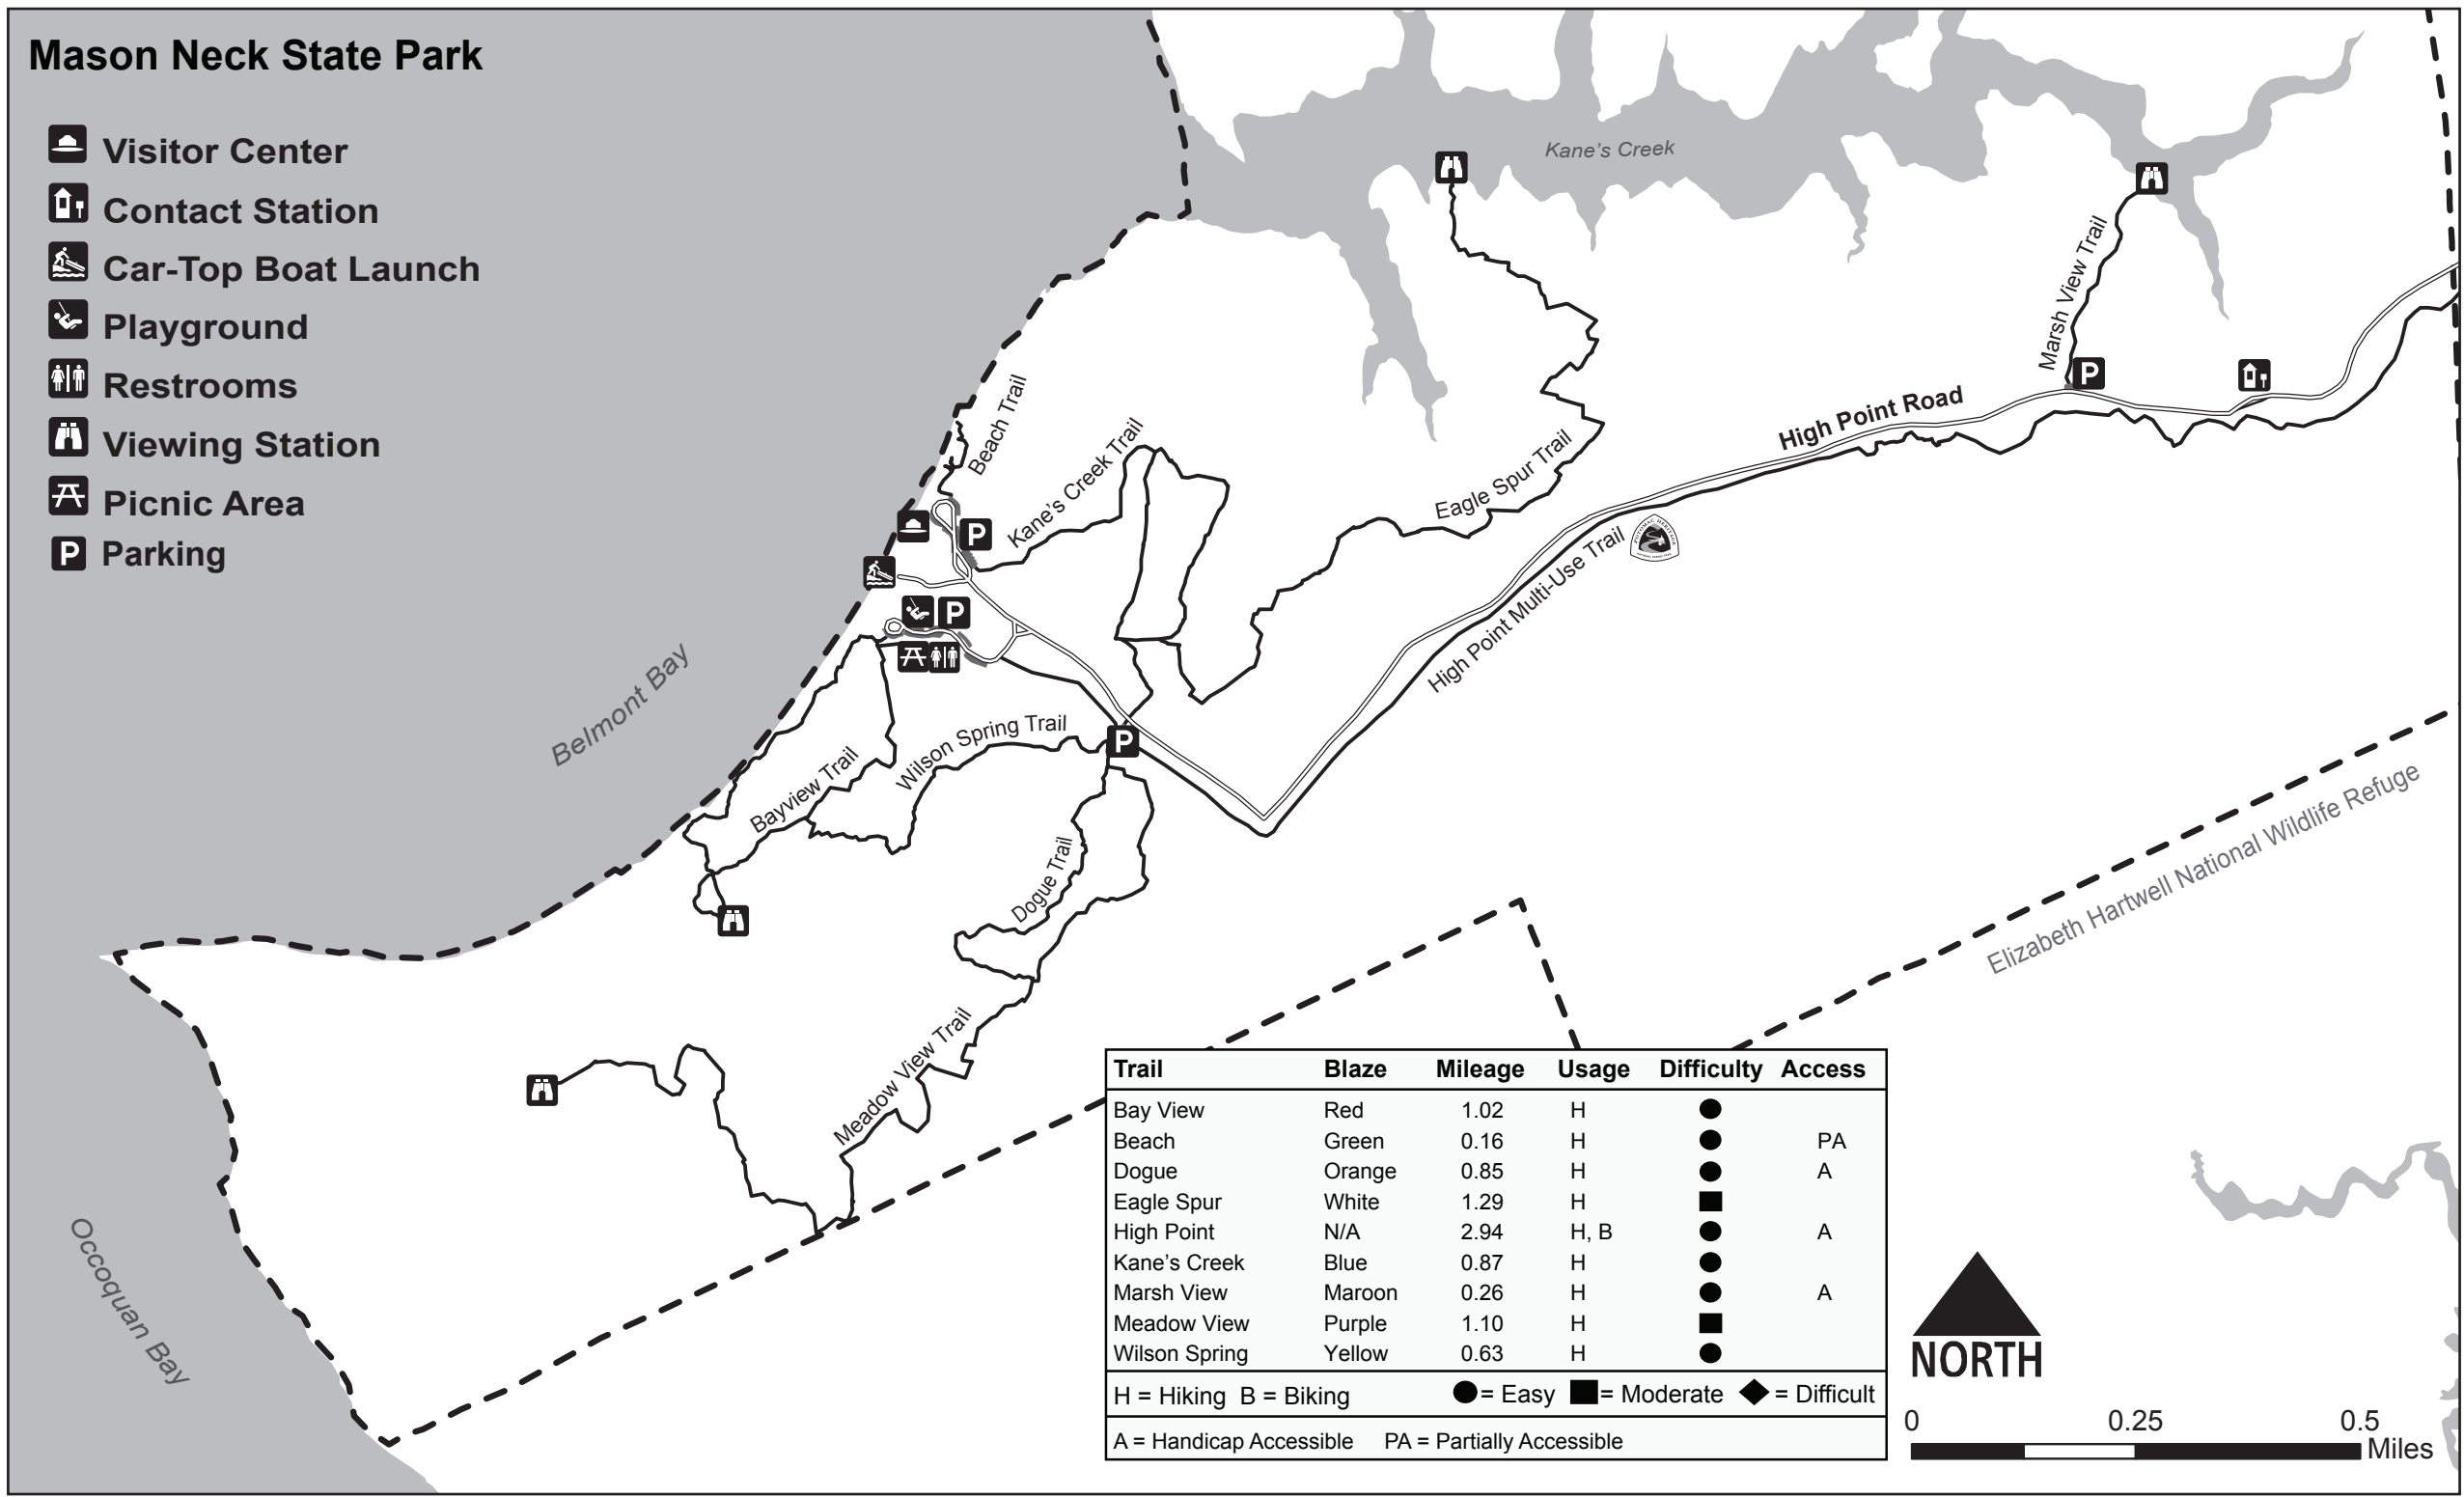 Mason Neck State Park
Visitor Center
Contact Station
Car-Top Boat Launch
Playground
Restrooms
Viewing Station
Picnic Area
P Parking
Kane's Creek
Marsh View Trail
P
High Point Road
Beach Trail
Kane's Creek Trail
Eagle Spur Trail
P
High Point Multi-Use Trail
P
Belmont Bay
Wilson Spring Trail
P
Bayview Trail
Dogue Trail
Elizabeth Hartwell National Wildlife Refuge
Meadow View Trail
Occoquan Bay
Trail Blaze Mileage Usage Difficulty Access
Bay View Red 1.02 H
Beach Green 0.16 H PA
Dogue Orange 0.85 H A
Eagle Spur White 1.29 H
High Point N/A 2.94 H, B A
Kane's Creek Blue 0.87 H
Marsh View Maroon 0.26 H A
Meadow View Purple 1.10 H
Wilson Spring Yellow 0.63 H
H = Hiking B = Biking = Easy = Moderate = Difficult
A = Handicap Accessible PA = Partially Accessible
NORTH
0 0.25 0.5
Miles